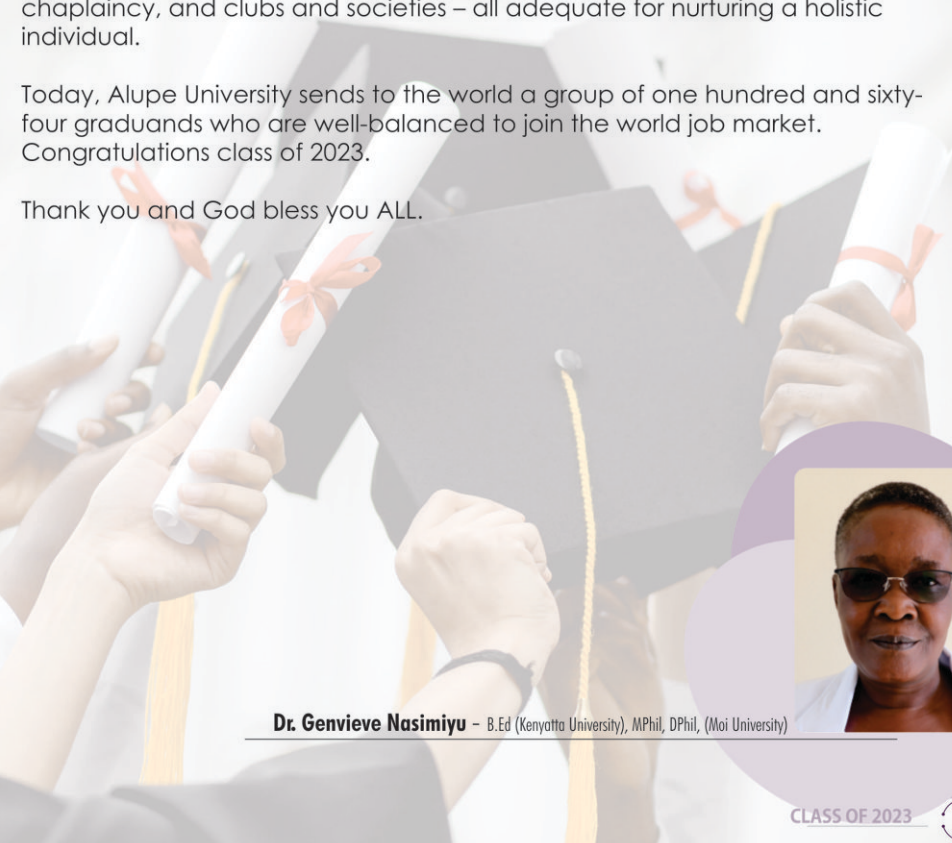 chaplaincy, and clubs and societies – all adequate for nurturing a holistic
individual.
Today, Alupe University sends to the world a group of one hundred and sixty-
four graduands who are well-balanced to join the world job market.
Congratulations class of 2023.
Thank you and God bless you ALL.
Dr. Genvieve Nasimiyu – B.Ed (Kenyatta University), MPhil, DPhil, (Moi University)
CLASS OF 2023